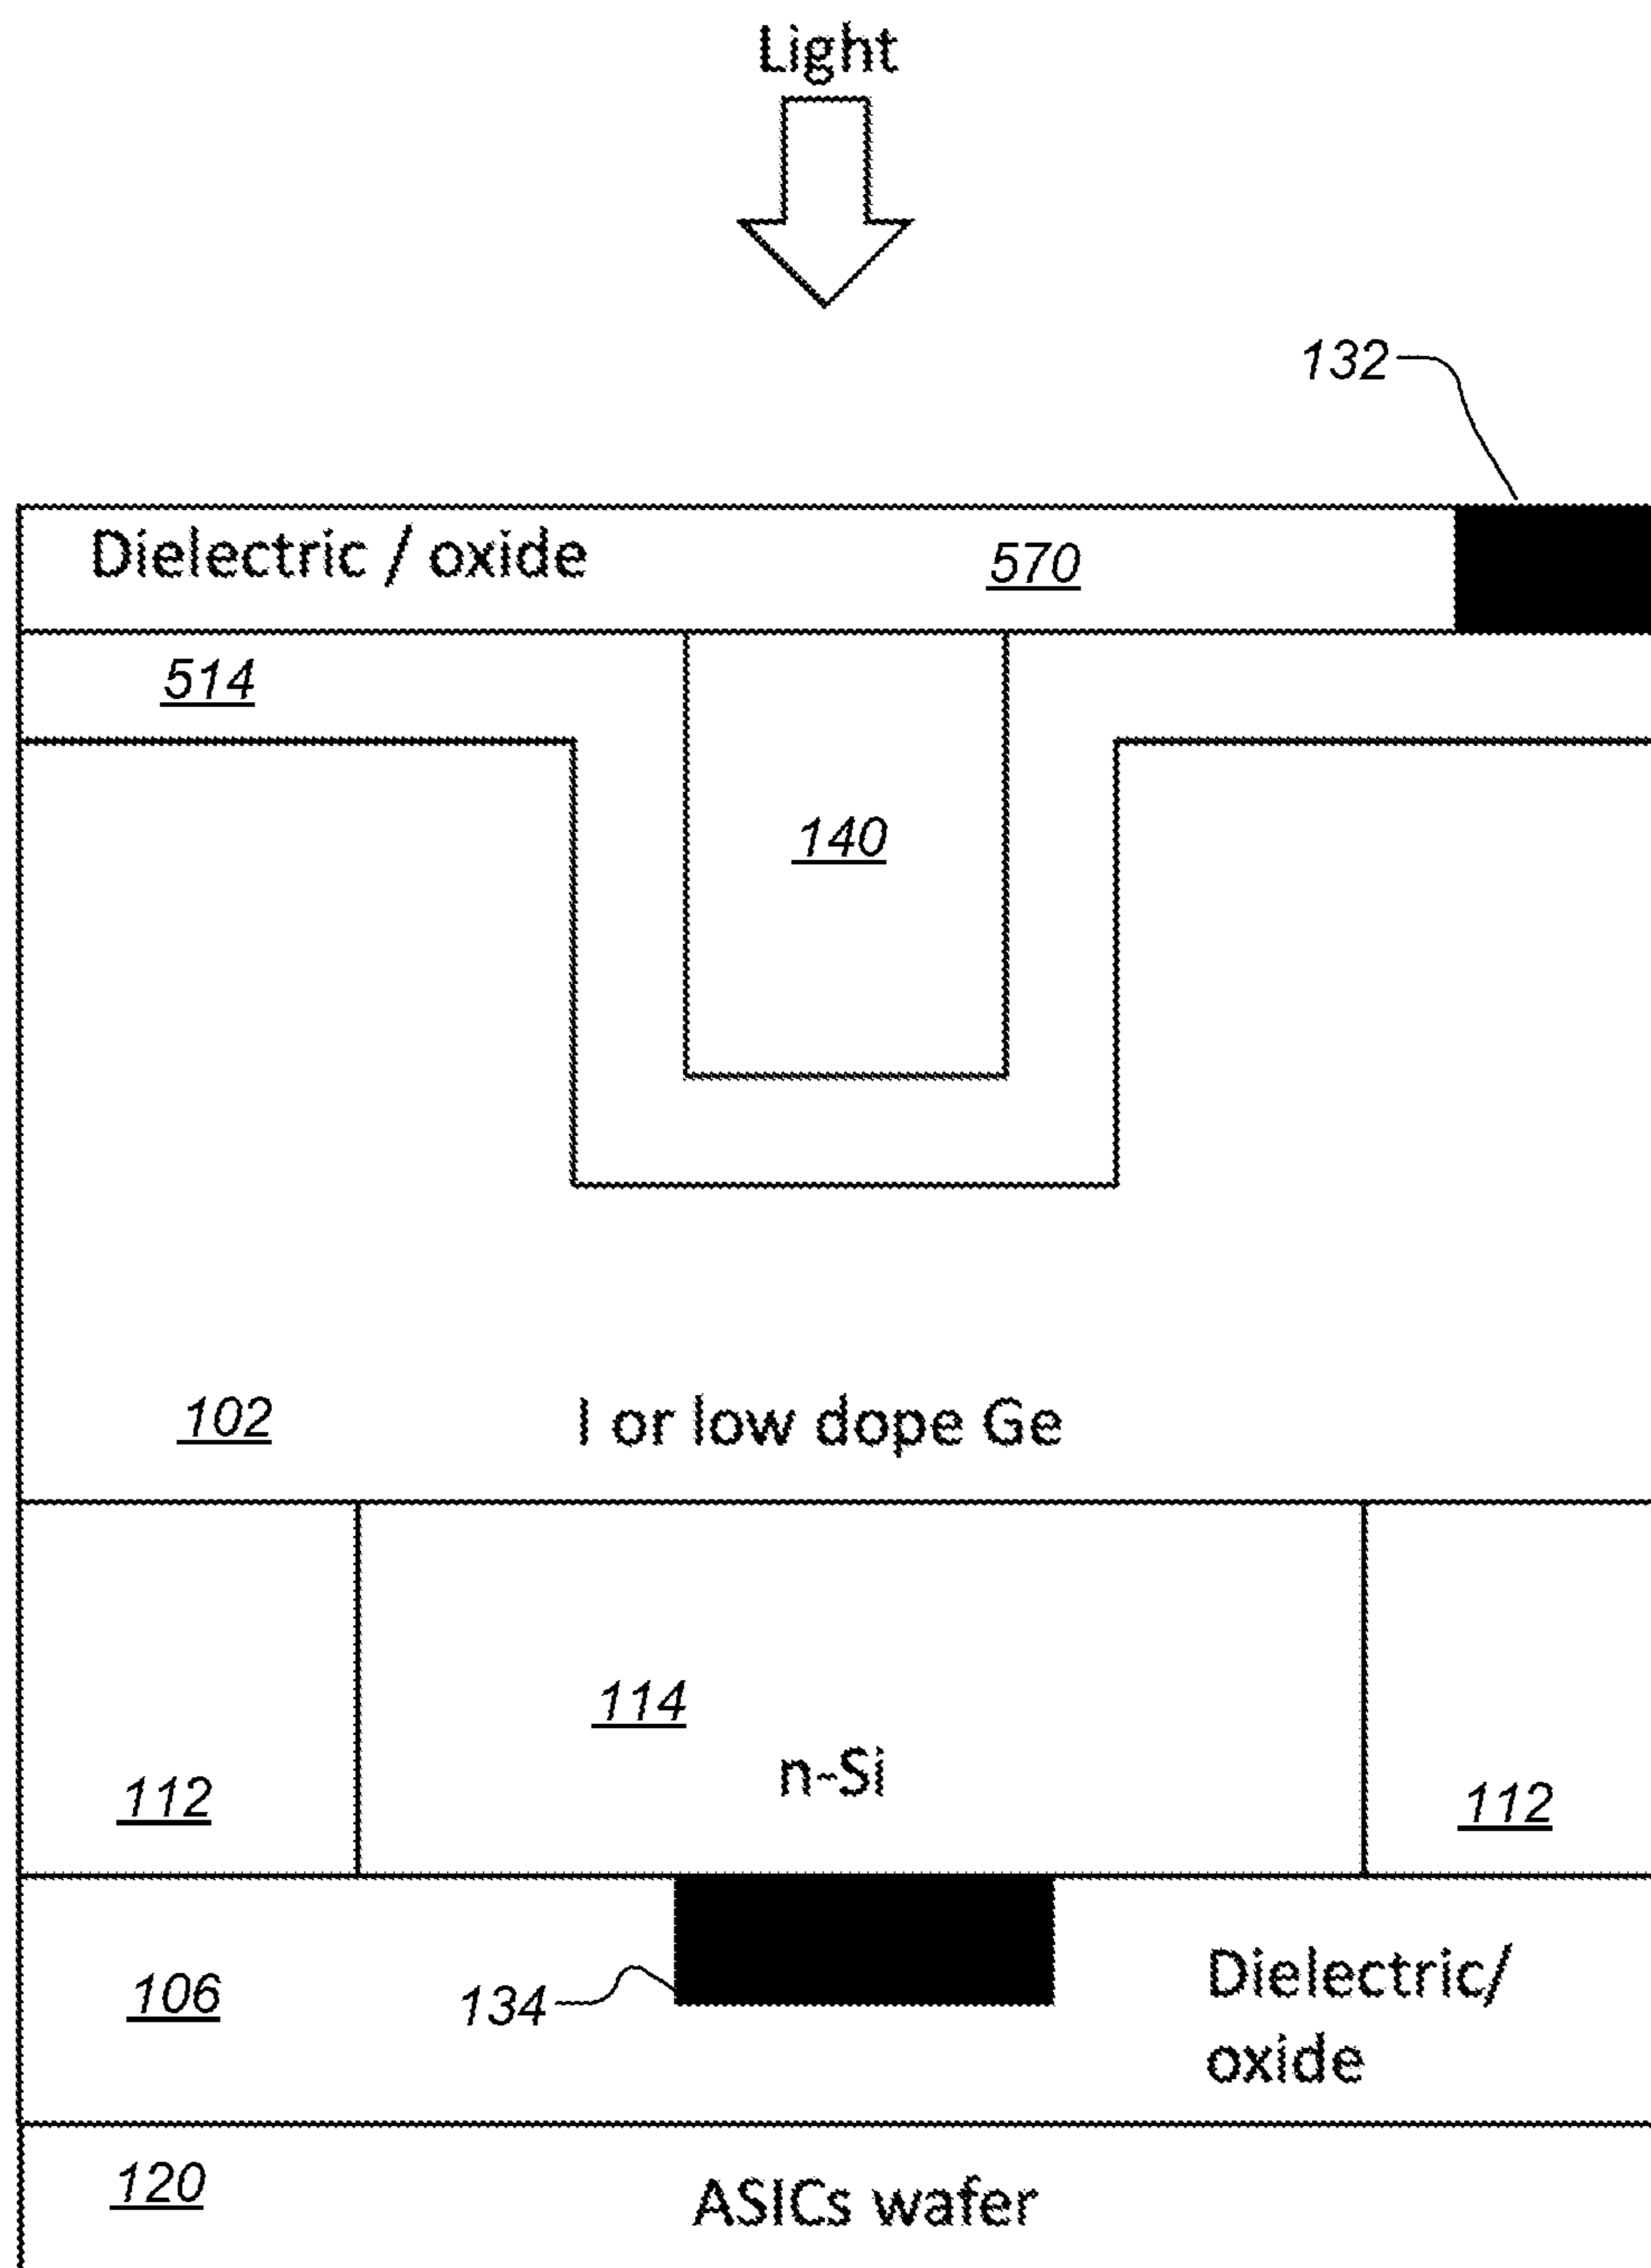 Light
132
Dielectric / oxide 570
514
140
102 I or low dope Ge
114
n-Si
112 112
106 134 Dielectric/
oxide
120 ASICs wafer